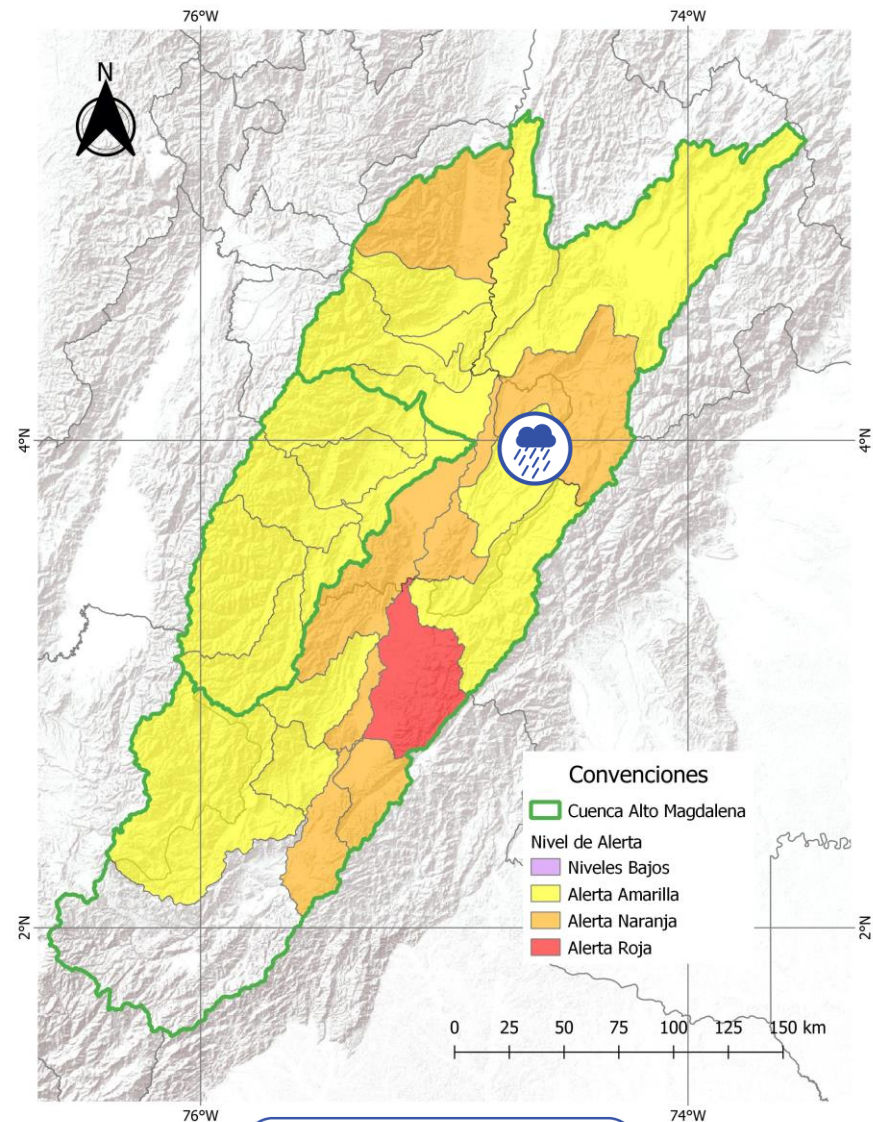 76°W 74°W
N
4°N 4°N
Convenciones
Cuenca Alto Magdalena
Nivel de Alerta
Niveles Bajos
Alerta Amarilla
Alerta Naranja
Alerta Roja
2°N 2°N
0 25 50 75 100 125 150 km
76°W 74°W